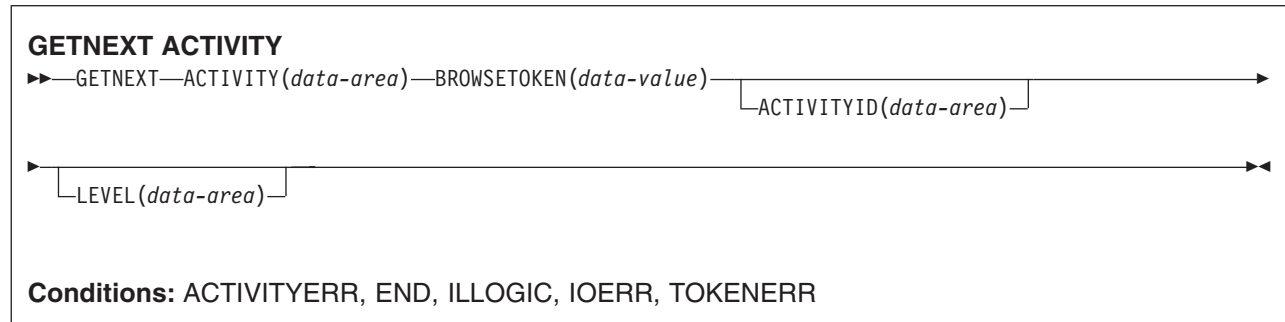 GETNEXT ACTIVITY
GETNEXT ACTIVITY(data-area) BROWSETOKEN(data-value)
ACTIVITYID(data-area)
LEVEL(data-area)
Conditions: ACTIVITYERR, END, ILLOGIC, IOERR, TOKENERR